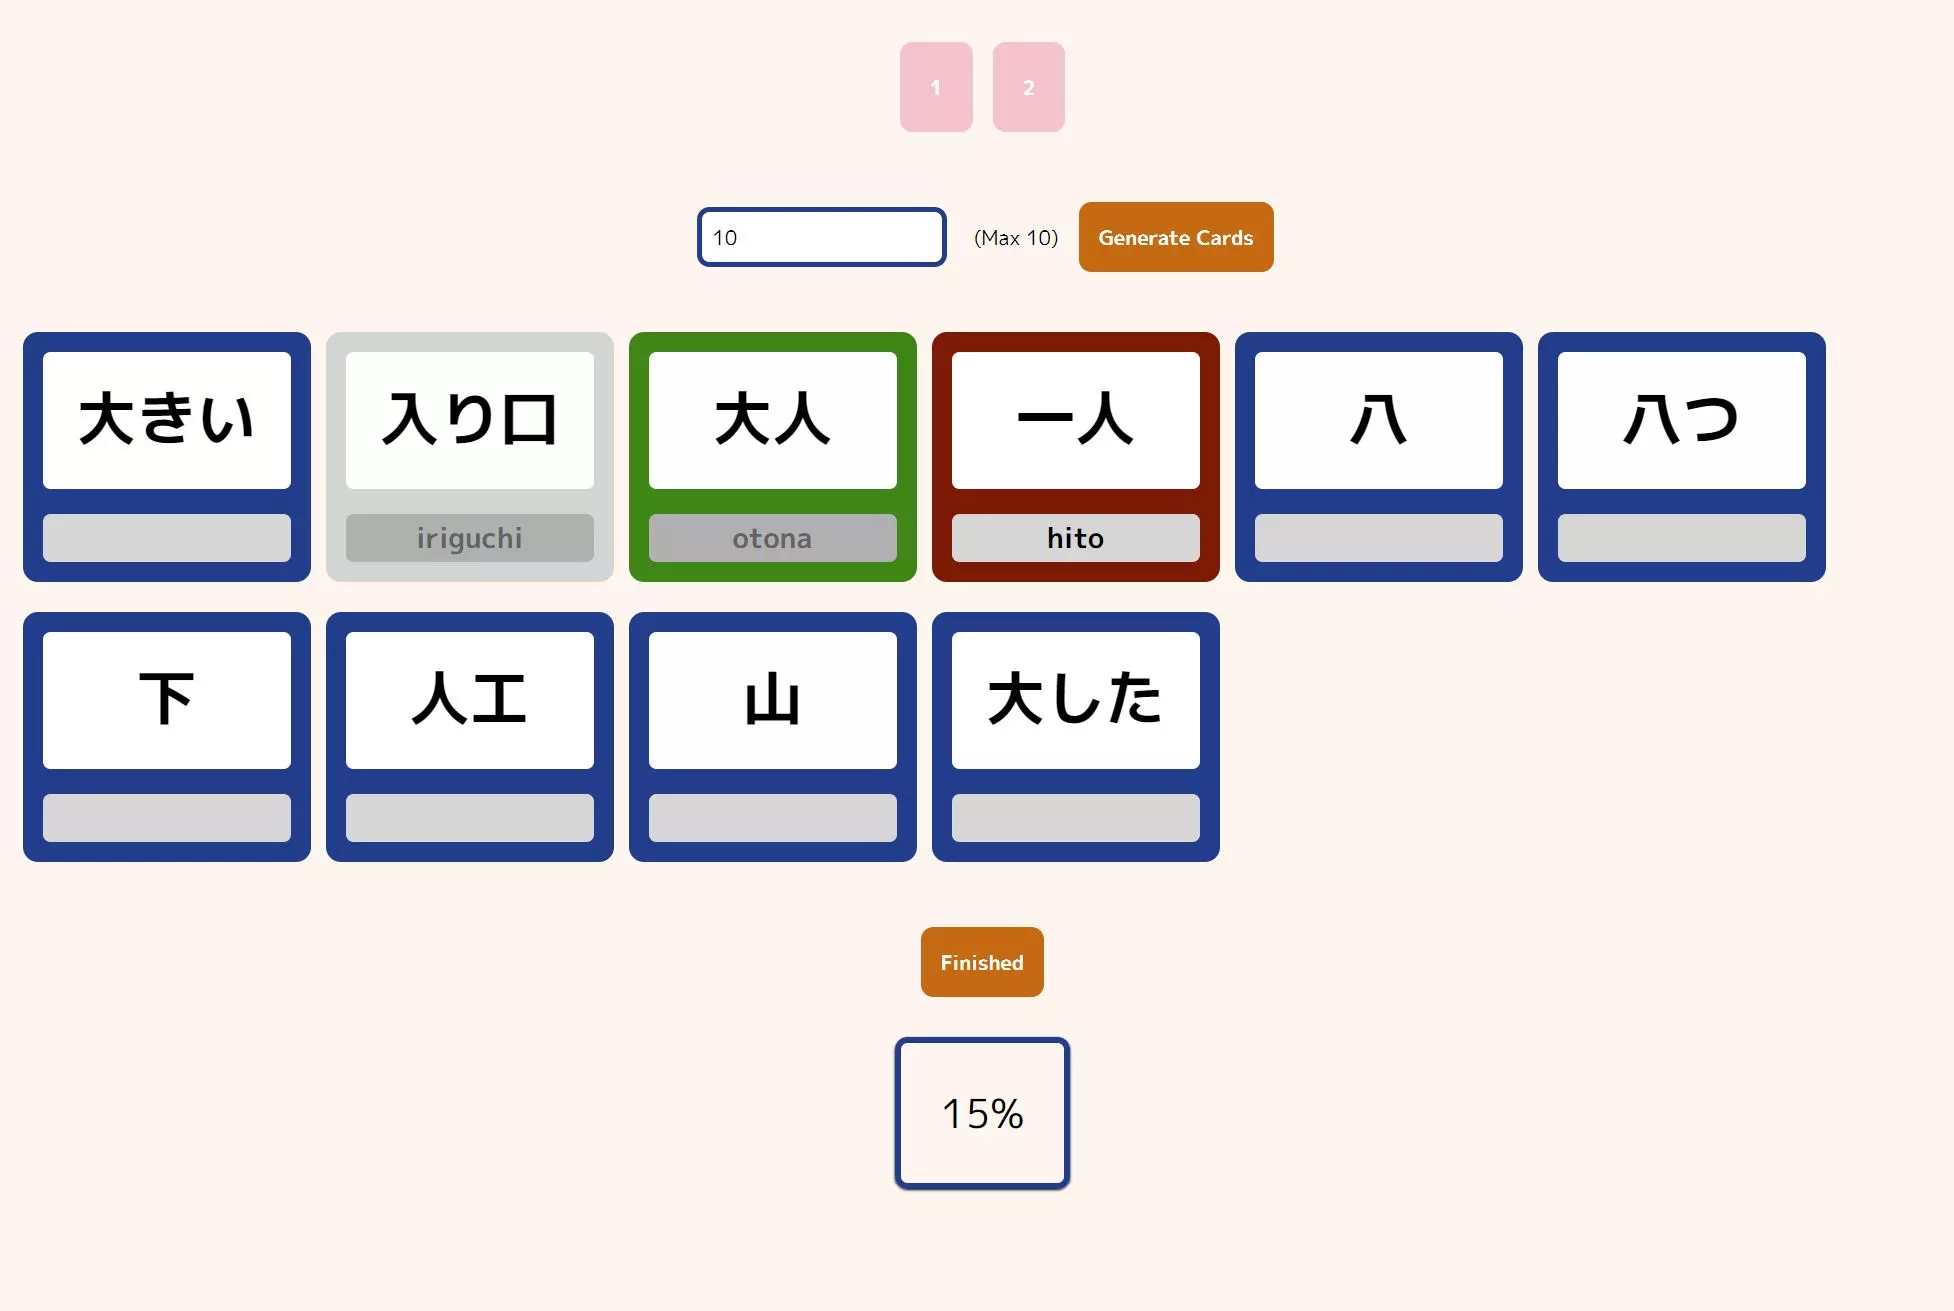 1 2
10 (Max 10) Generate Cards
大きい 入り口 大人 一人 八 八つ
iriguchi otona hito
下 人工 山 大した
Finished
15%